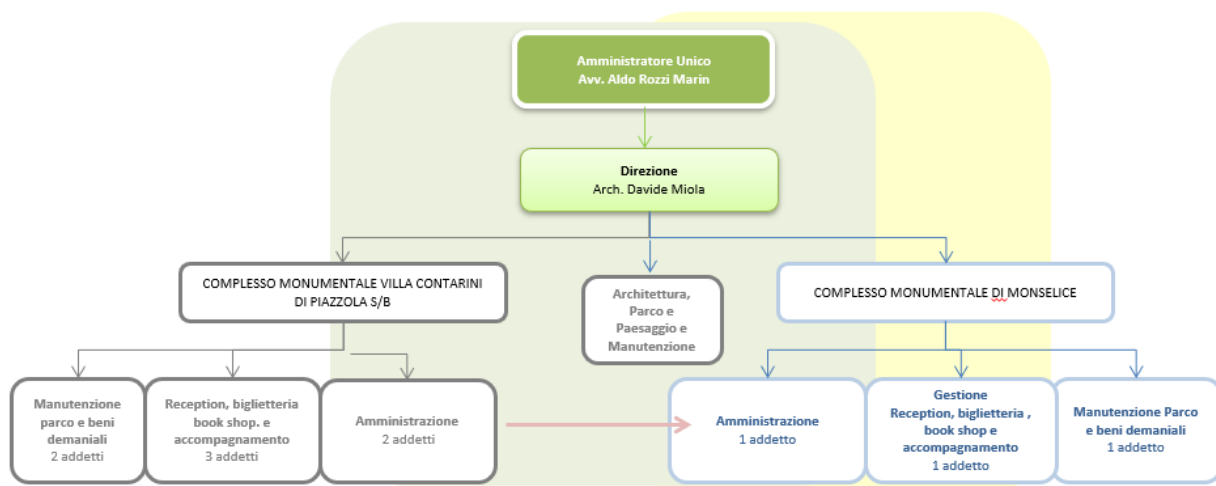 Amministratore Unico
Avv. Aldo Rozzi Marin
Direzione
Arch. Davide Miola
COMPLESSO MONUMENTALE VILLA CONTARINI
DI PIAZZOLA S/B
Architettura,
Parco e
Paesaggio e
Manutenzione
COMPLESSO MONUMENTALE DI MONSELICE
Manutenzione
parco e beni
demaniali
2 addetti
Reception, biglietteria
book shop. e
accompagnamento
3 addetti
Amministrazione
2 addetti
Amministrazione
1 addetto
Gestione
Reception, biglietteria ,
book shop e
accompagnamento
1 addetto
Manutenzione Parco
e beni demaniali
1 addetto